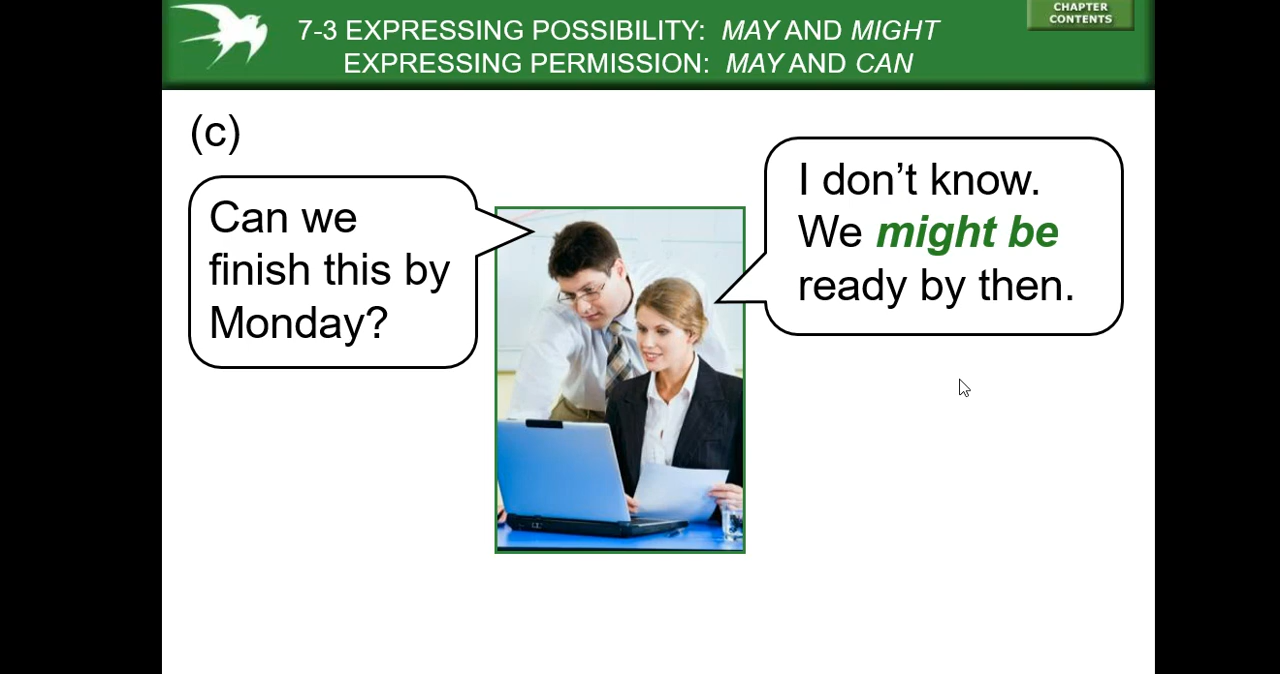 7-3 EXPRESSING POSSIBILITY: MAY AND MIGHT
EXPRESSING PERMISSION: MAY AND CAN
CHAPTER
CONTENTS
(c)
Can we
finish this by
Monday?
I don’t know.
We might be
ready by then.